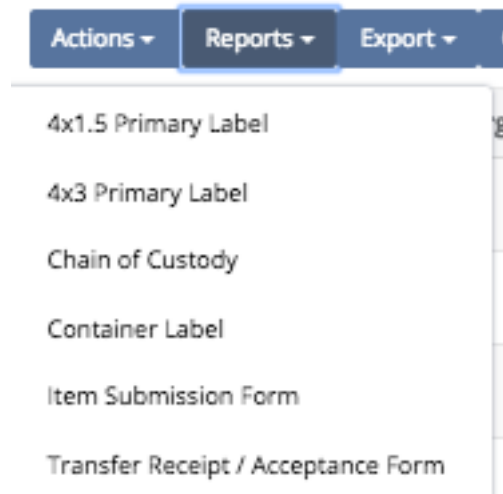 Actions Reports Export
4x1.5 Primary Label
4x3 Primary Label
Chain of Custody
Container Label
Item Submission Form
Transfer Receipt / Acceptance Form